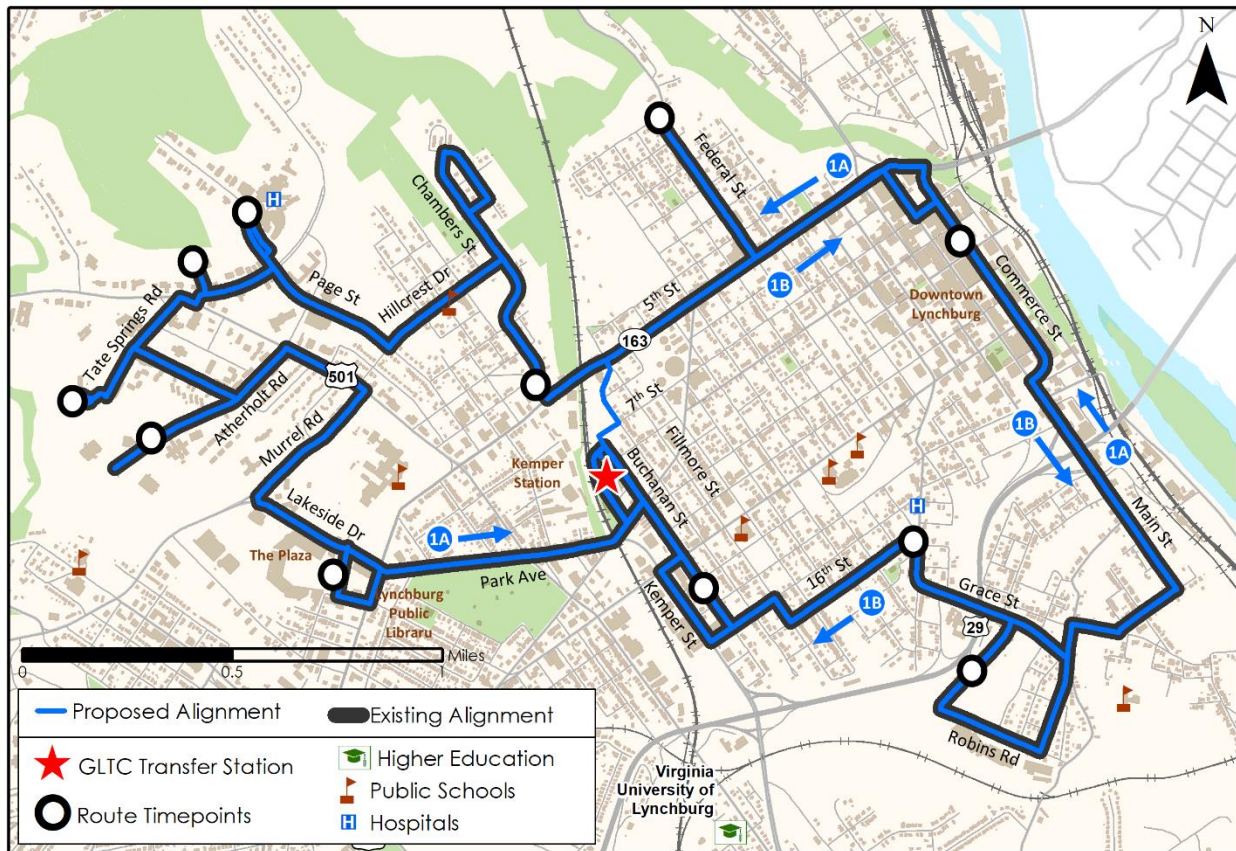 N
Federal St
1A
H
Chambers St
Page St
Hillcrest Dr
1B
5th St
Downtown
Lynchburg
Commerce St
163
Tate Springs Rd
501
Atherholt Rd
7th St
Murrel Rd
Fillmore St
1B
1A
Kemper
Station
Buchanan St
Main St
H
Lakeside Dr
1A
The Plaza
Park Ave
16th St
Lynchburg
Public
Libraru
Kemper St
1B
Grace St
29
Miles
0
0.5
1
Robins Rd
Virginia
University of
Lynchburg
Proposed Alignment
Existing Alignment
GLTC Transfer Station
Higher Education
Public Schools
Route Timepoints
H Hospitals